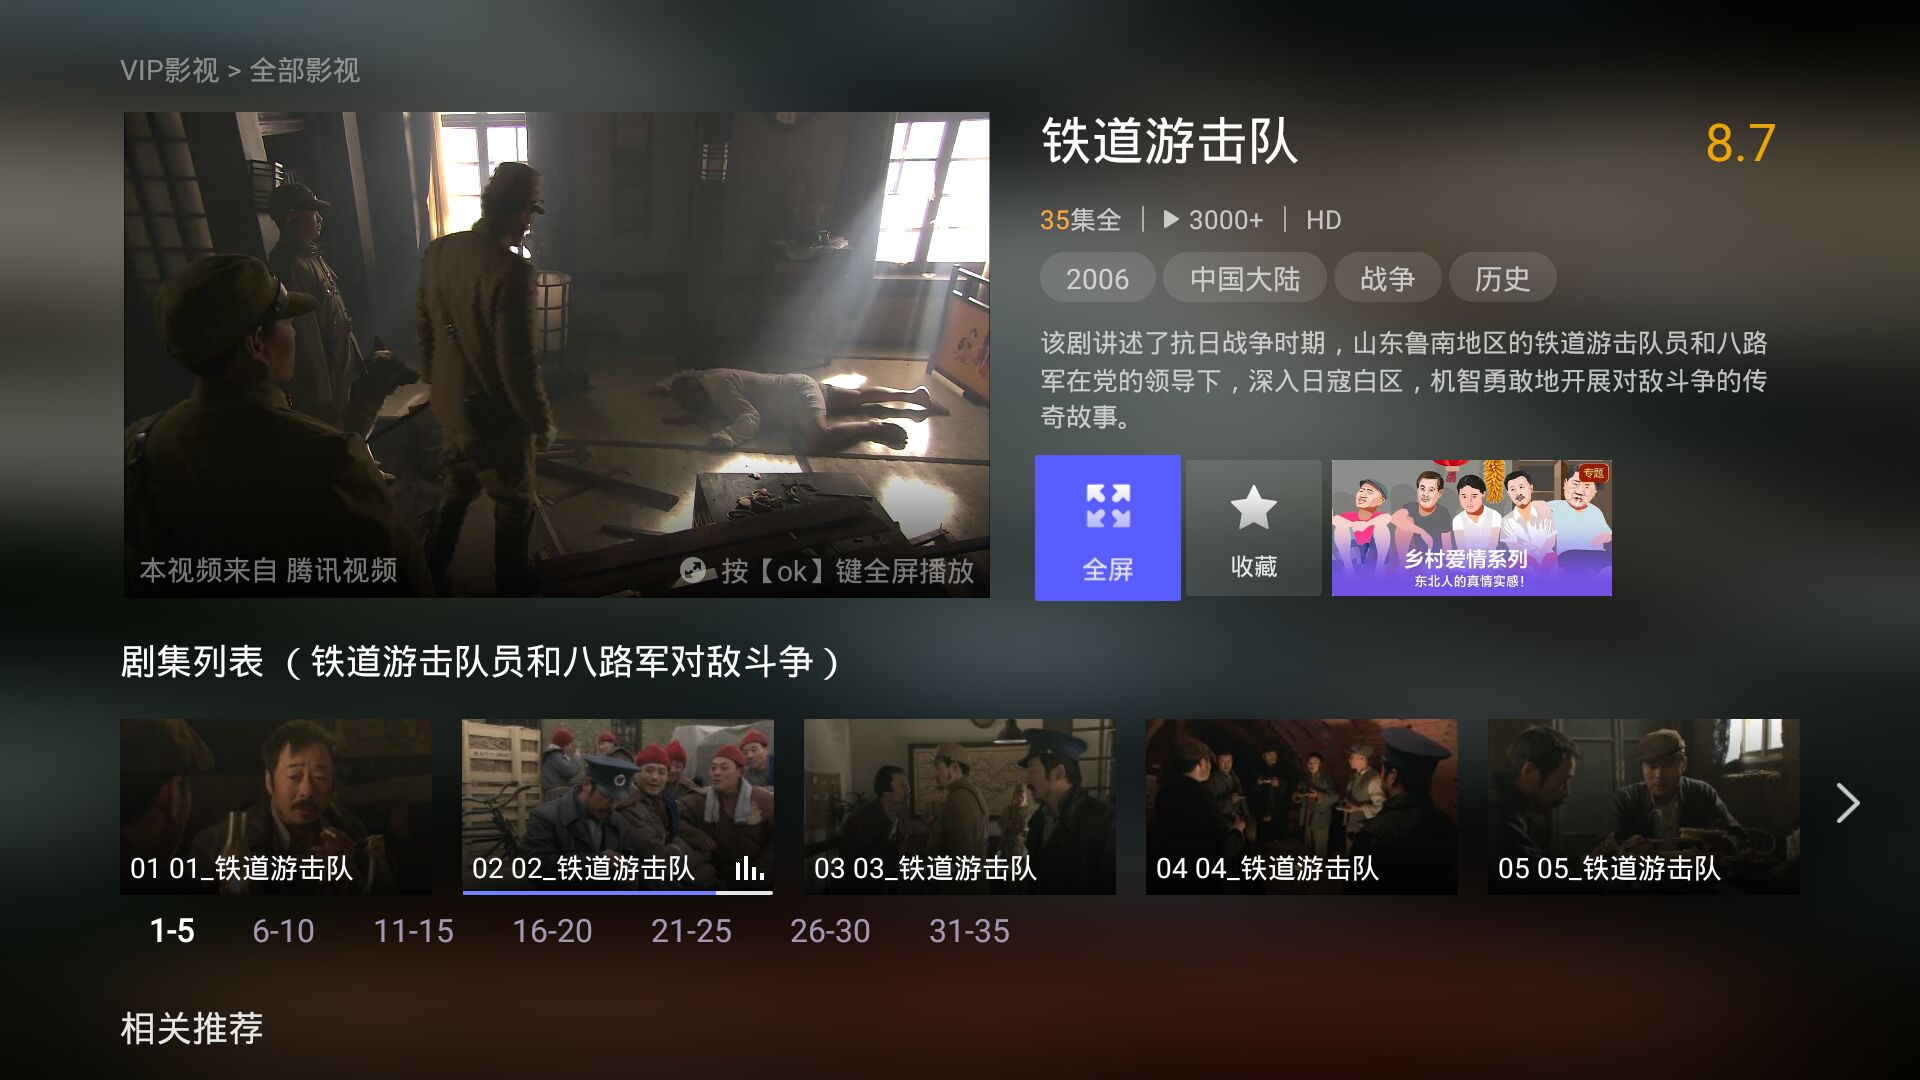 VIP影视 > 全部影视
铁道游击队
8.7
35集全 | 3000+ | HD
2006 中国大陆 战争 历史
该剧讲述了抗日战争时期，山东鲁南地区的铁道游击队员和八路
军在党的领导下，深入日寇白区，机智勇敢地开展对敌斗争的传
奇故事。
本视频来自 腾讯视频
按【ok】键全屏播放
全屏
收藏
专题
乡村爱情系列
东北人的真情实感!
剧集列表 （铁道游击队员和八路军对敌斗争）
01 01_铁道游击队
02 02_铁道游击队
03 03_铁道游击队
04 04_铁道游击队
05 05_铁道游击队
1-5 6-10 11-15 16-20 21-25 26-30 31-35
相关推荐